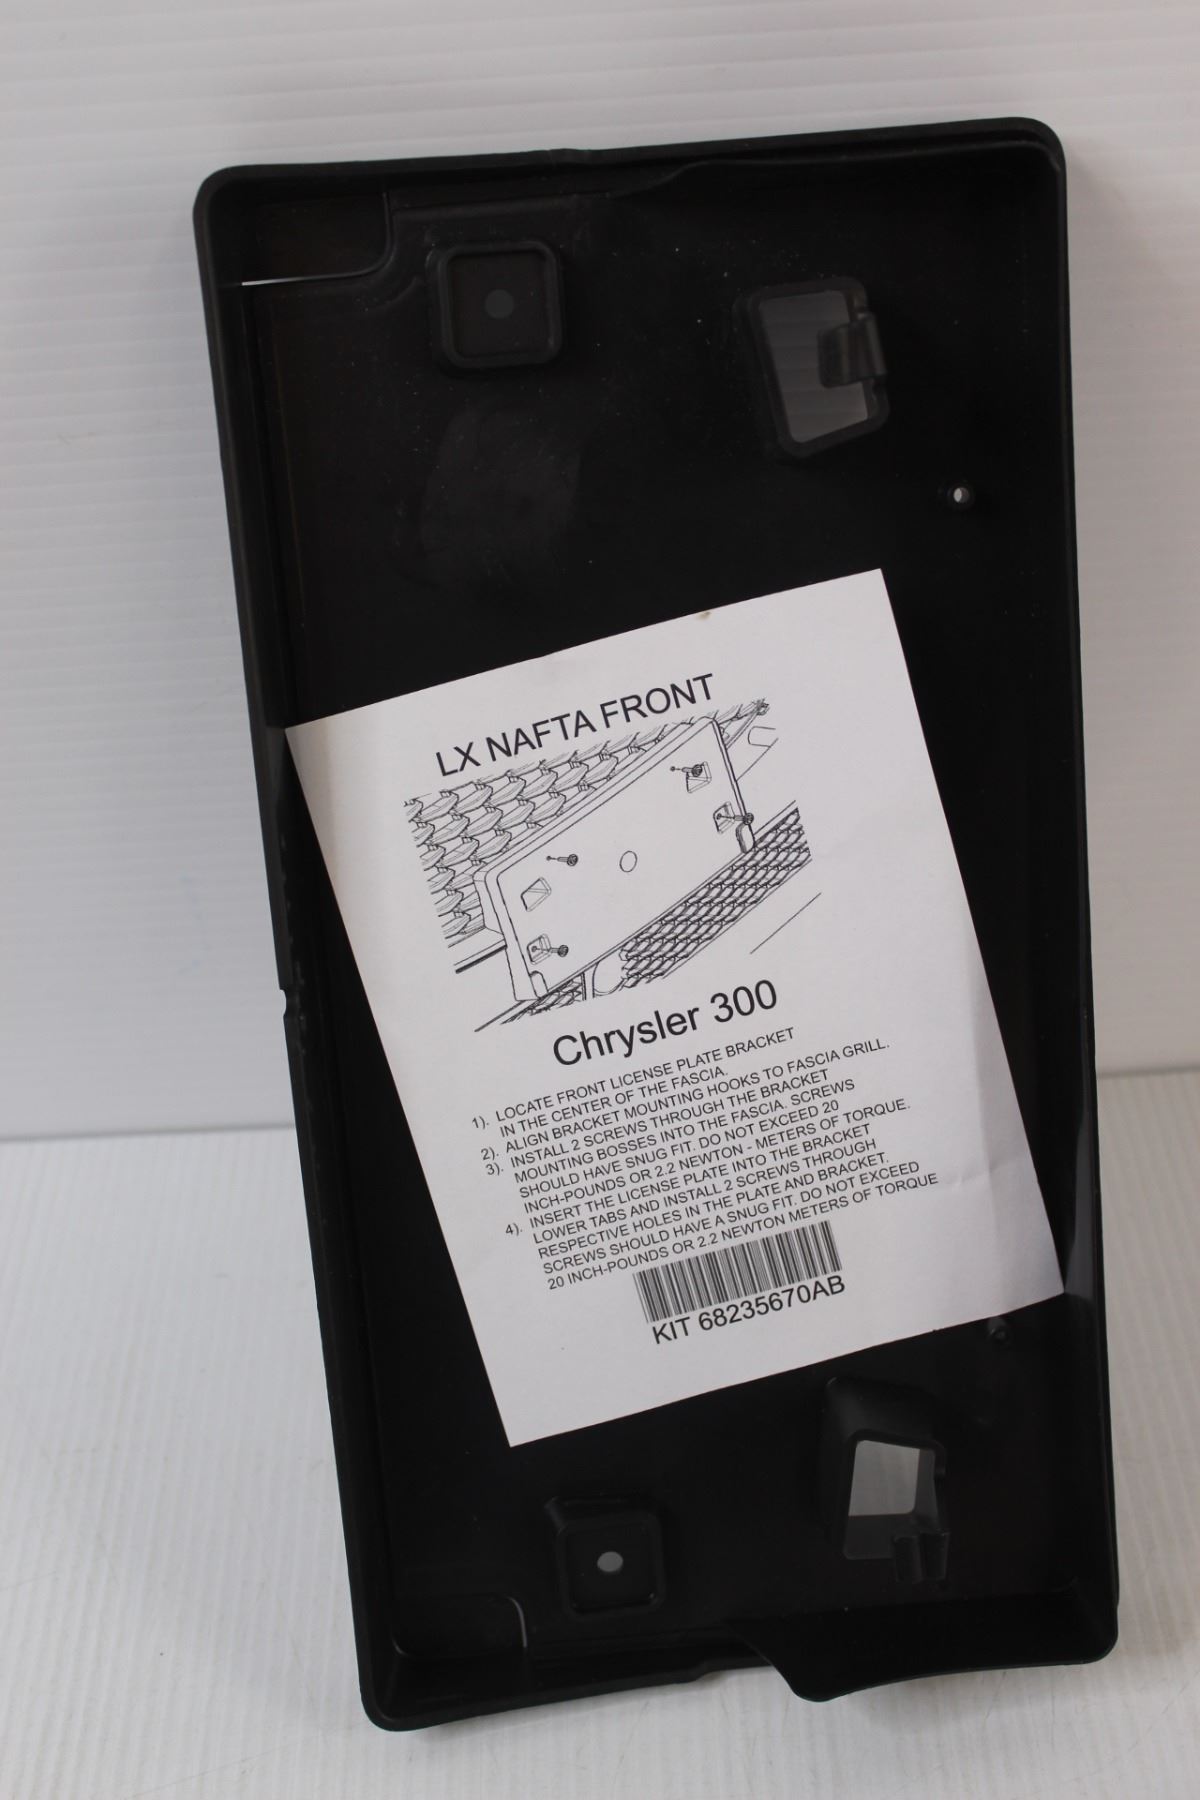 LX NAFTA FRONT
Chrysler 300
1). LOCATE FRONT LICENSE PLATE BRACKET
IN THE CENTER OF THE FASCIA.
2). ALIGN BRACKET MOUNTING HOOKS TO FASCIA GRILL.
3). INSTALL 2 SCREWS THROUGH THE BRACKET
MOUNTING BOSSES INTO THE FASCIA. SCREWS
SHOULD HAVE SNUG FIT. DO NOT EXCEED 20
INCH-POUNDS OR 2.2 NEWTON - METERS OF TORQUE.
4). INSERT THE LICENSE PLATE INTO THE BRACKET
LOWER TABS AND INSTALL 2 SCREWS THROUGH
RESPECTIVE HOLES IN THE PLATE AND BRACKET.
SCREWS SHOULD HAVE A SNUG FIT. DO NOT EXCEED
20 INCH-POUNDS OR 2.2 NEWTON METERS OF TORQUE
KIT 68235670AB